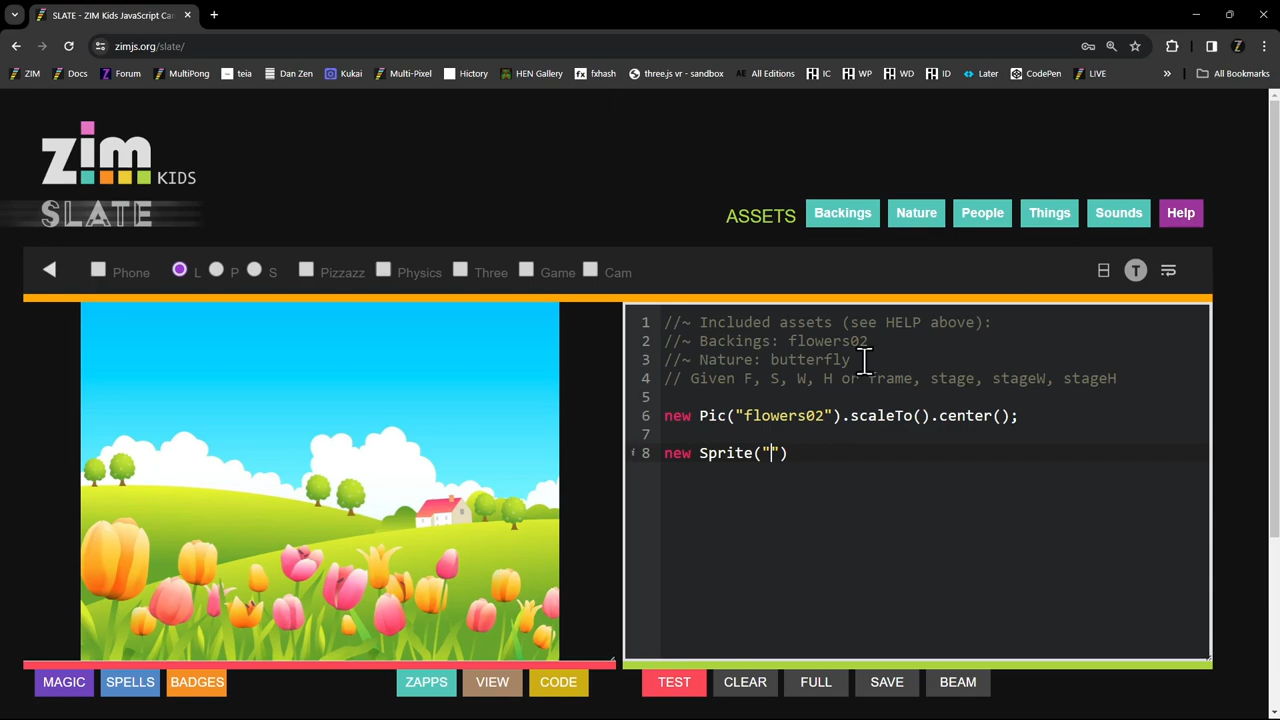 SLATE - ZIM Kids JavaScript Ca
zimjs.org/slate/
ZIM Docs Forum MultiPong teia Dan Zen Kukai Multi-Pixel Hictory HEN Gallery fxhash three.js vr - sandbox All Editions IC WP WD ID Later CodePen LIVE » All Bookmarks
zim KIDS
SLATE
ASSETS Backings Nature People Things Sounds Help
Phone L P S Pizzazz Physics Three Game Cam T
1 //~ Included assets (see HELP above):
2 //~ Backings: flowers02
3 //~ Nature: butterfly
4 // Given F, S, W, H or frame, stage, stageW, stageH
5
6 new Pic("flowers02").scaleTo().center();
7
8 new Sprite("")
MAGIC SPELLS BADGES ZAPPS VIEW CODE TEST CLEAR FULL SAVE BEAM